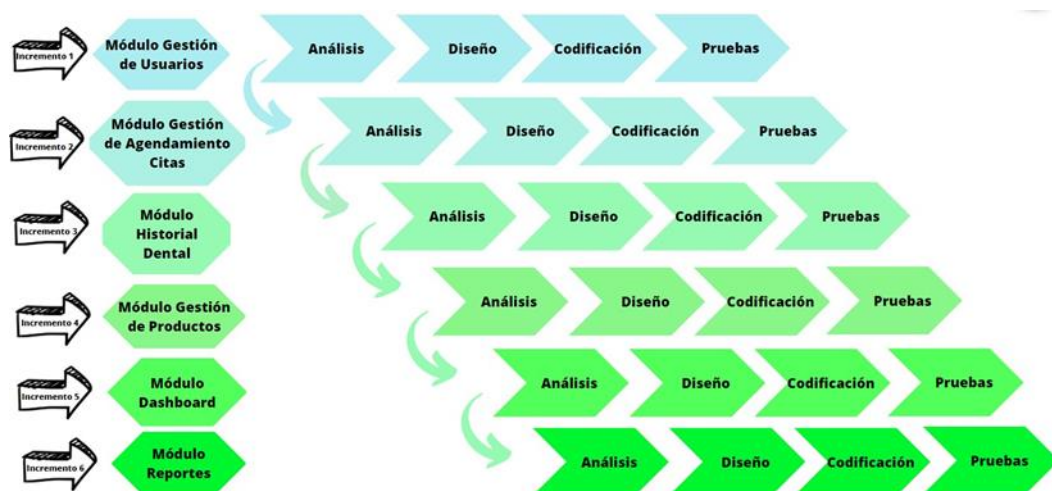 Incremento 1
Módulo Gestión
de Usuarios
Análisis
Diseño
Codificación
Pruebas
Incremento 2
Módulo Gestión
de Agendamiento
Citas
Análisis
Diseño
Codificación
Pruebas
Incremento 3
Módulo
Historial
Dental
Análisis
Diseño
Codificación
Pruebas
Incremento 4
Módulo Gestión
de Productos
Análisis
Diseño
Codificación
Pruebas
Incremento 5
Módulo
Dashboard
Análisis
Diseño
Codificación
Pruebas
Incremento 6
Módulo
Reportes
Análisis
Diseño
Codificación
Pruebas